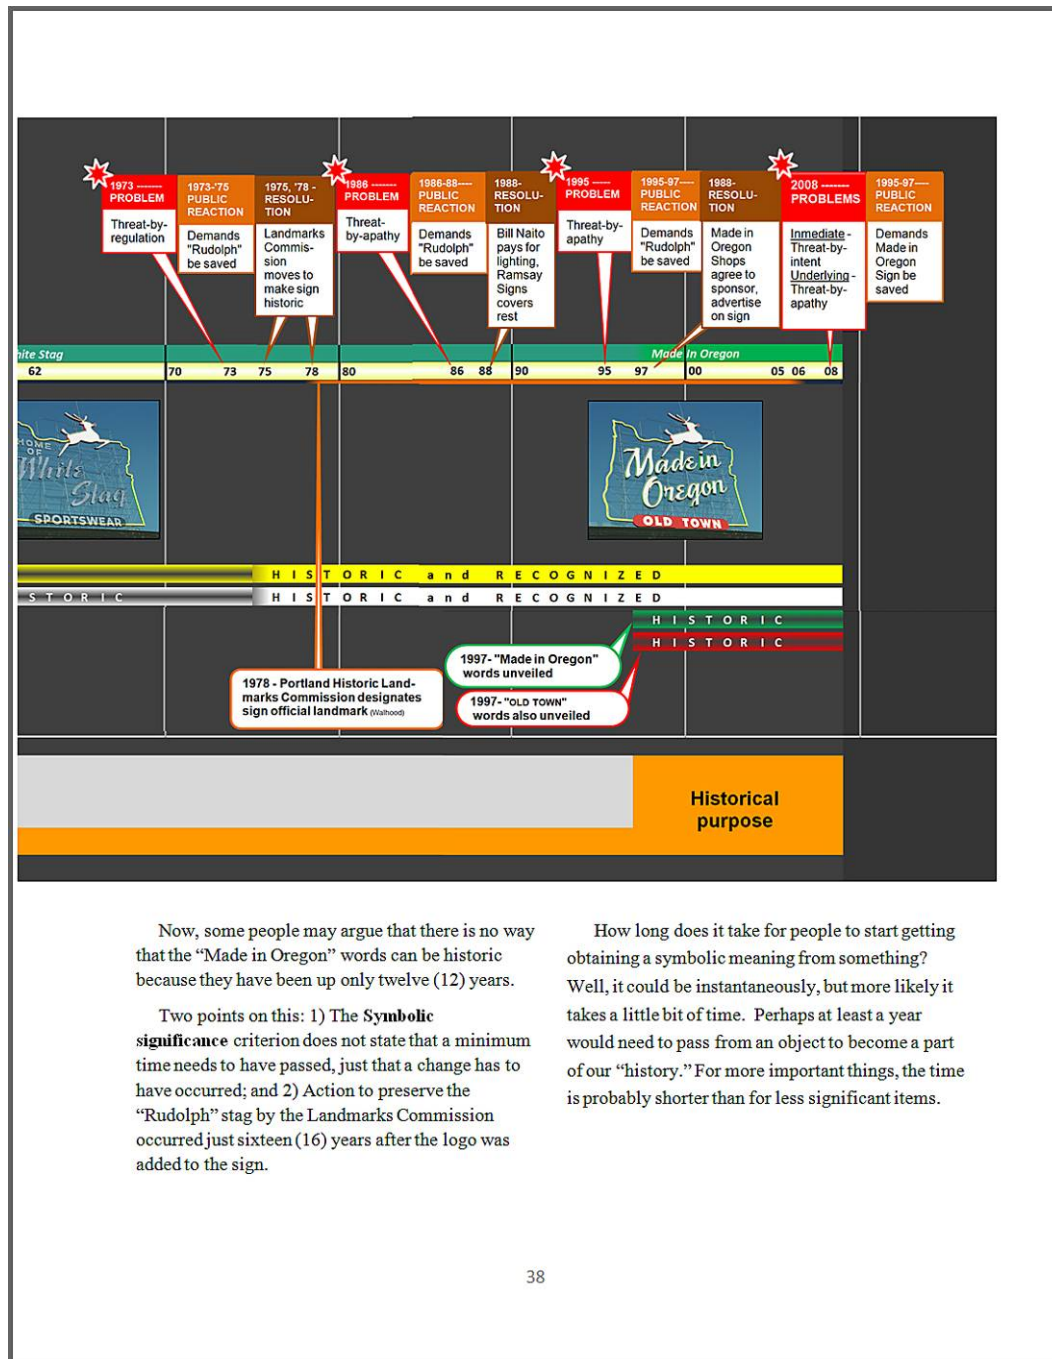 1973 -------
PROBLEM
Threat-by-
regulation
1973-'75
PUBLIC
REACTION
Demands
"Rudolph"
be saved
1975, '78 -
RESOLU-
TION
Landmarks
Commis-
sion
moves to
make sign
historic
1986 -------
PROBLEM
Threat-
by-apathy
1986-88----
PUBLIC
REACTION
Demands
"Rudolph"
be saved
1988-
RESOLU-
TION
Bill Naito
pays for
lighting,
Ramsay
Signs
covers
rest
1995 ------
PROBLEM
Threat-by-
apathy
1995-97----
PUBLIC
REACTION
Demands
"Rudolph"
be saved
1988-
RESOLU-
TION
Made in
Oregon
Shops
agree to
sponsor,
advertise
on sign
2008 -------
PROBLEMS
Inmediate -
Threat-by-
intent
Underlying -
Threat-by-
apathy
1995-97----
PUBLIC
REACTION
Demands
Made in
Oregon
Sign be
saved
hite Stag
Made In Oregon
62 70 73 75 78 80 86 88 90 95 97 00 05 06 08
HOME
OF
White
Stag
SPORTSWEAR
Made in
Oregon
OLD TOWN
HISTORIC and RECOGNIZED
STORIC HISTORIC and RECOGNIZED
HISTORIC
HISTORIC
1997- "Made in Oregon"
words unveiled
1978 - Portland Historic Land-
marks Commission designates
sign official landmark (Walhood)
1997- "OLD TOWN"
words also unveiled
Historical
purpose
Now, some people may argue that there is no way
that the “Made in Oregon” words can be historic
because they have been up only twelve (12) years.
Two points on this: 1) The Symbolic
significance criterion does not state that a minimum
time needs to have passed, just that a change has to
have occurred; and 2) Action to preserve the
“Rudolph” stag by the Landmarks Commission
occurred just sixteen (16) years after the logo was
added to the sign.
How long does it take for people to start getting
obtaining a symbolic meaning from something?
Well, it could be instantaneously, but more likely it
takes a little bit of time. Perhaps at least a year
would need to pass from an object to become a part
of our “history.” For more important things, the time
is probably shorter than for less significant items.
38